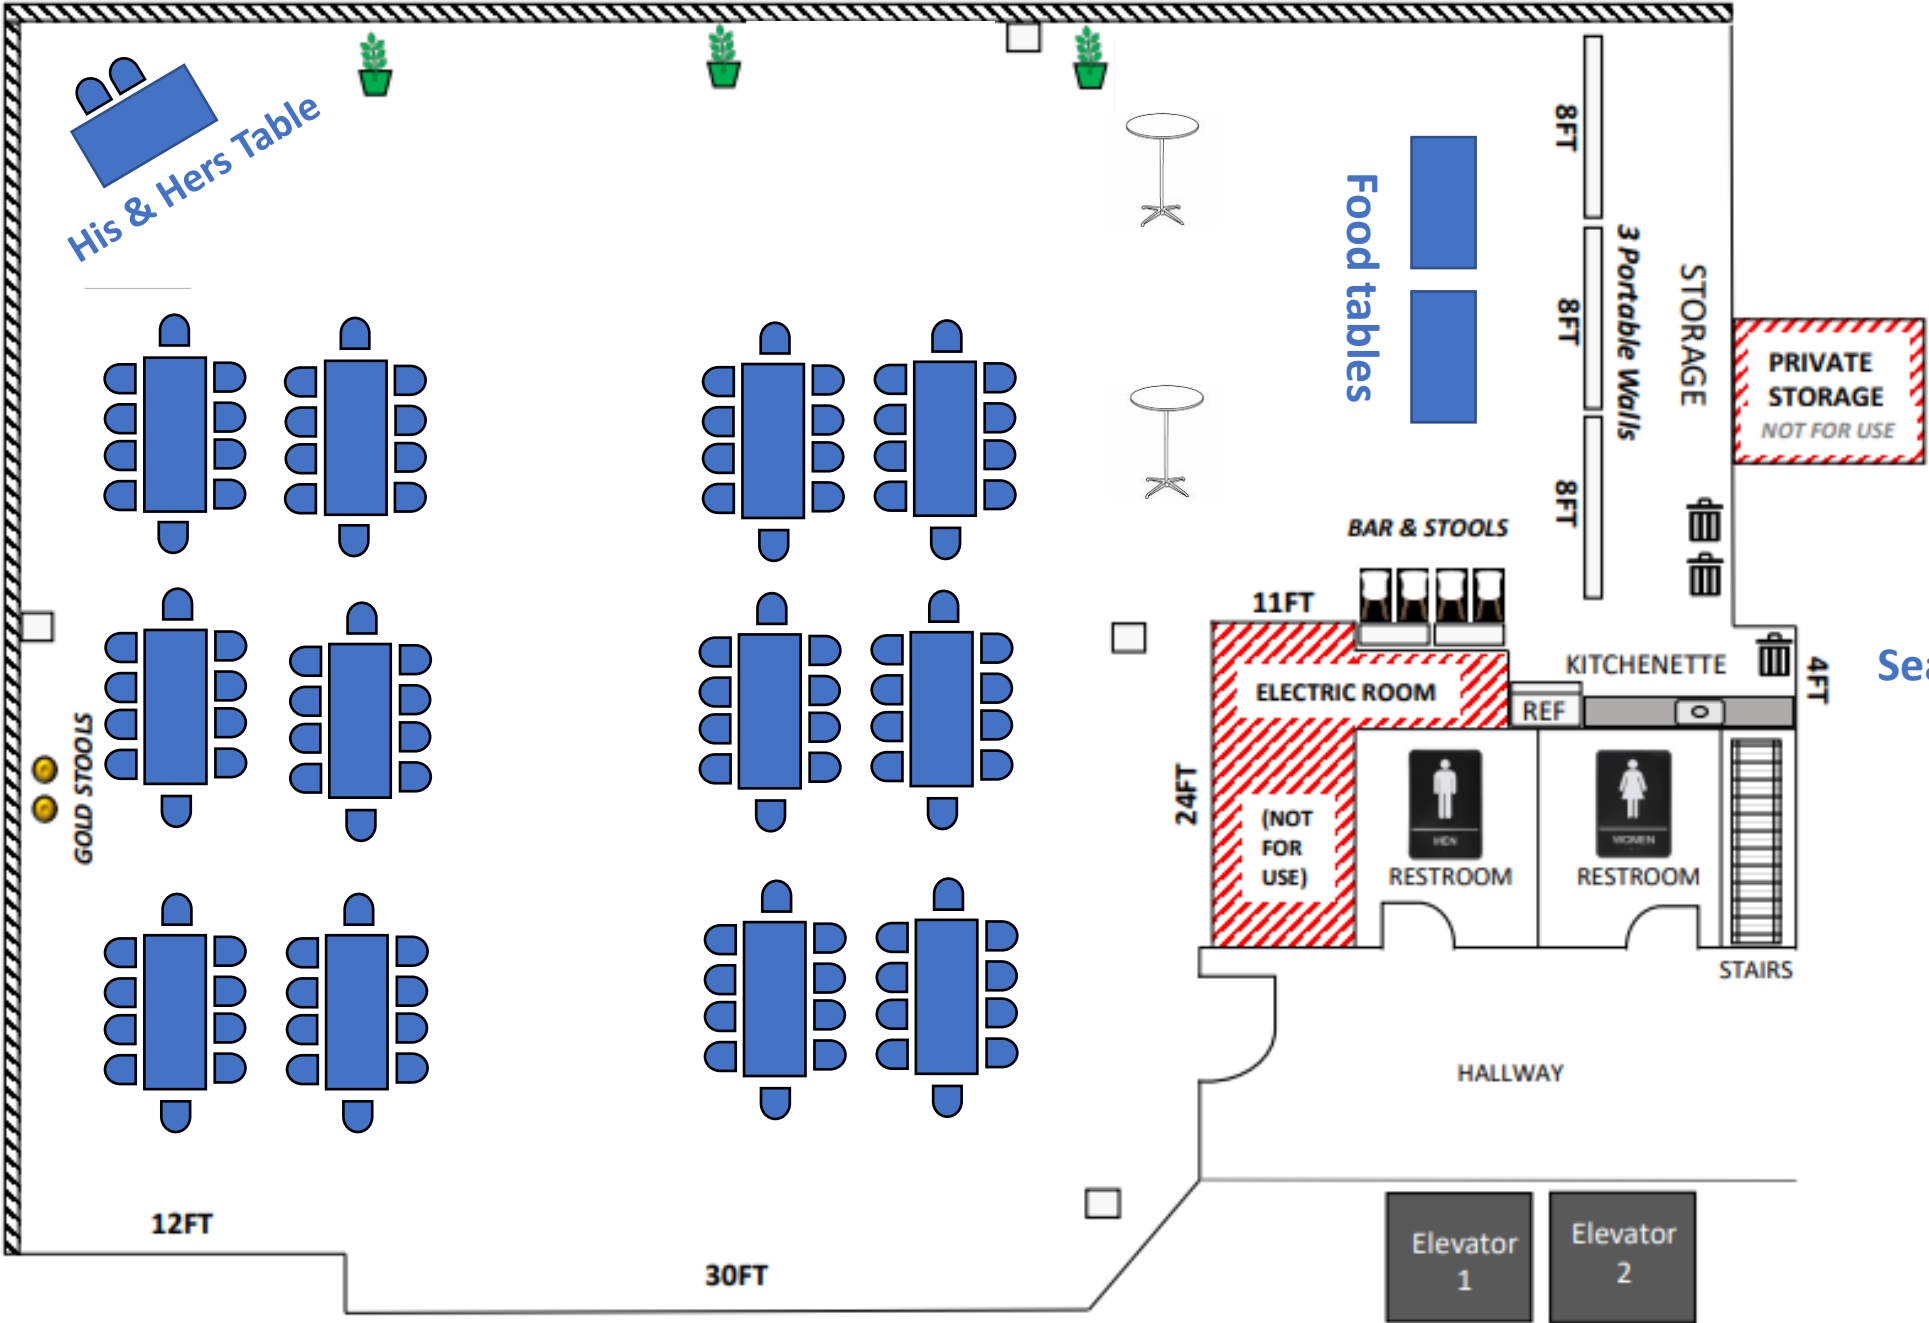 His & Hers Table
Food tables
8FT
8FT
8FT
3 Portable Walls
STORAGE
PRIVATE
STORAGE
NOT FOR USE
BAR & STOOLS
11FT
ELECTRIC ROOM
KITCHENETTE
4FT
REF
GOLD STOOLS
24FT
(NOT
FOR
USE)
MEN
RESTROOM
WOMEN
RESTROOM
STAIRS
HALLWAY
12FT
30FT
Elevator
1
Elevator
2